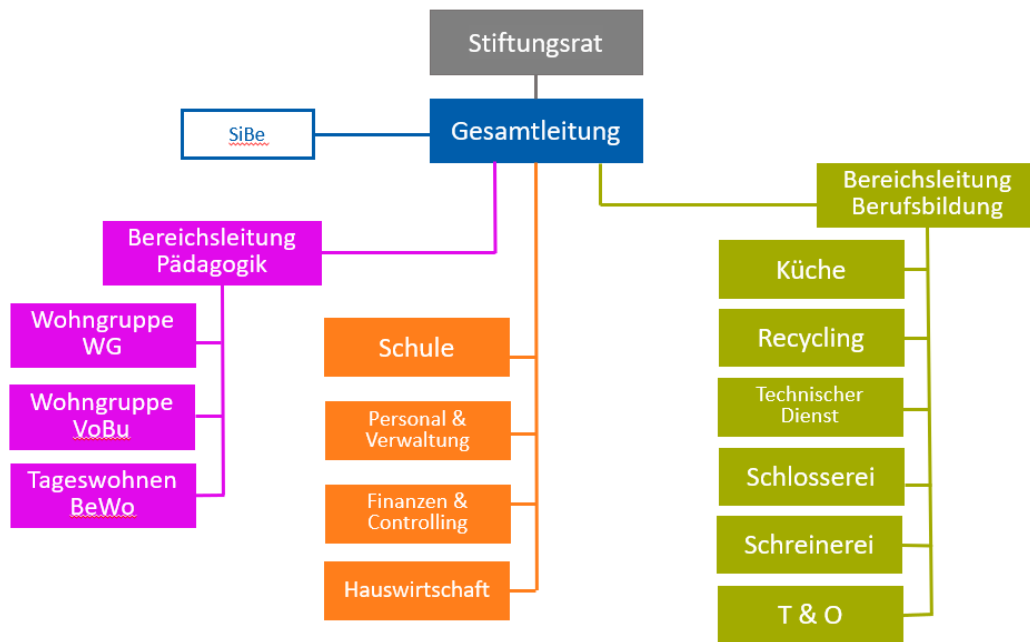 Stiftungsrat
Gesamtleitung
SiBe
Bereichsleitung
Berufsbildung
Bereichsleitung
Pädagogik
Küche
Wohngruppe
WG
Schule
Recycling
Wohngruppe
VoBu
Personal &
Verwaltung
Technischer
Dienst
Tageswohnen
BeWo
Finanzen &
Controlling
Schlosserei
Schreinerei
Hauswirtschaft
T & O